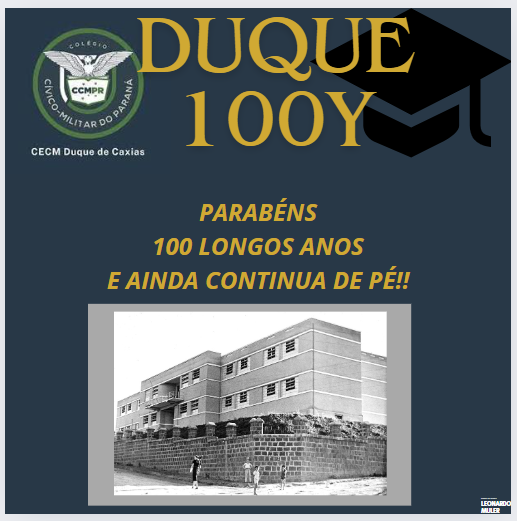 DUQUE
100Y
COLÉGIO
CCMPR
CÍVICO-MILITAR DO PARANÁ
CECM Duque de Caxias
PARABÉNS
100 LONGOS ANOS
E AINDA CONTINUA DE PÉ!!
LEONARDO
MULER